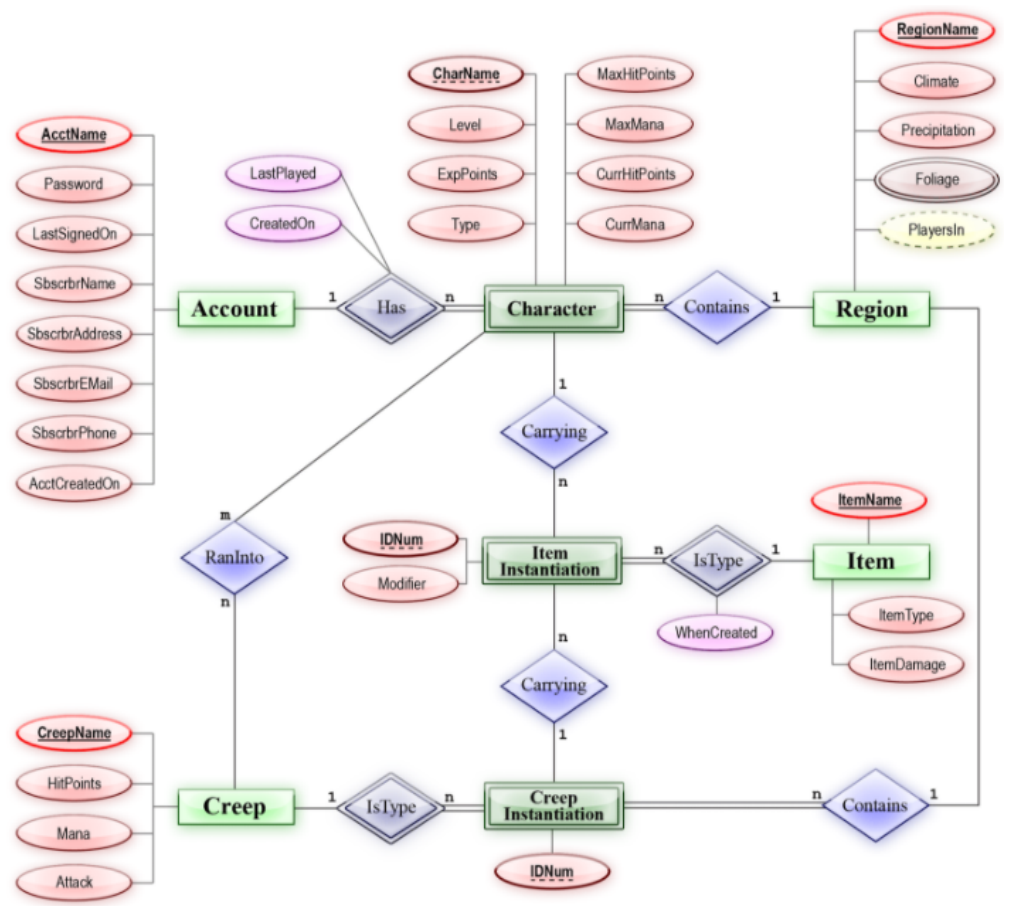 RegionName
CharName
MaxHitPoints
Climate
AcctName
Level
MaxMana
Precipitation
Password
LastPlayed
ExpPoints
CurrHitPoints
Foliage
LastSignedOn
CreatedOn
Type
CurrMana
PlayersIn
SbscrbrName
Account
1
Has
n
Character
n
Contains
1
Region
SbscrbrAddress
SbscrbrEMail
1
Carrying
n
SbscrbrPhone
AcctCreatedOn
m
RanInto
n
IDNum
Modifier
Item
Instantiation
n
IsType
1
WhenCreated
ItemName
Item
ItemType
ItemDamage
n
Carrying
1
CreepName
HitPoints
Mana
Attack
Creep
1
IsType
n
Creep
Instantiation
IDNum
n
Contains
1